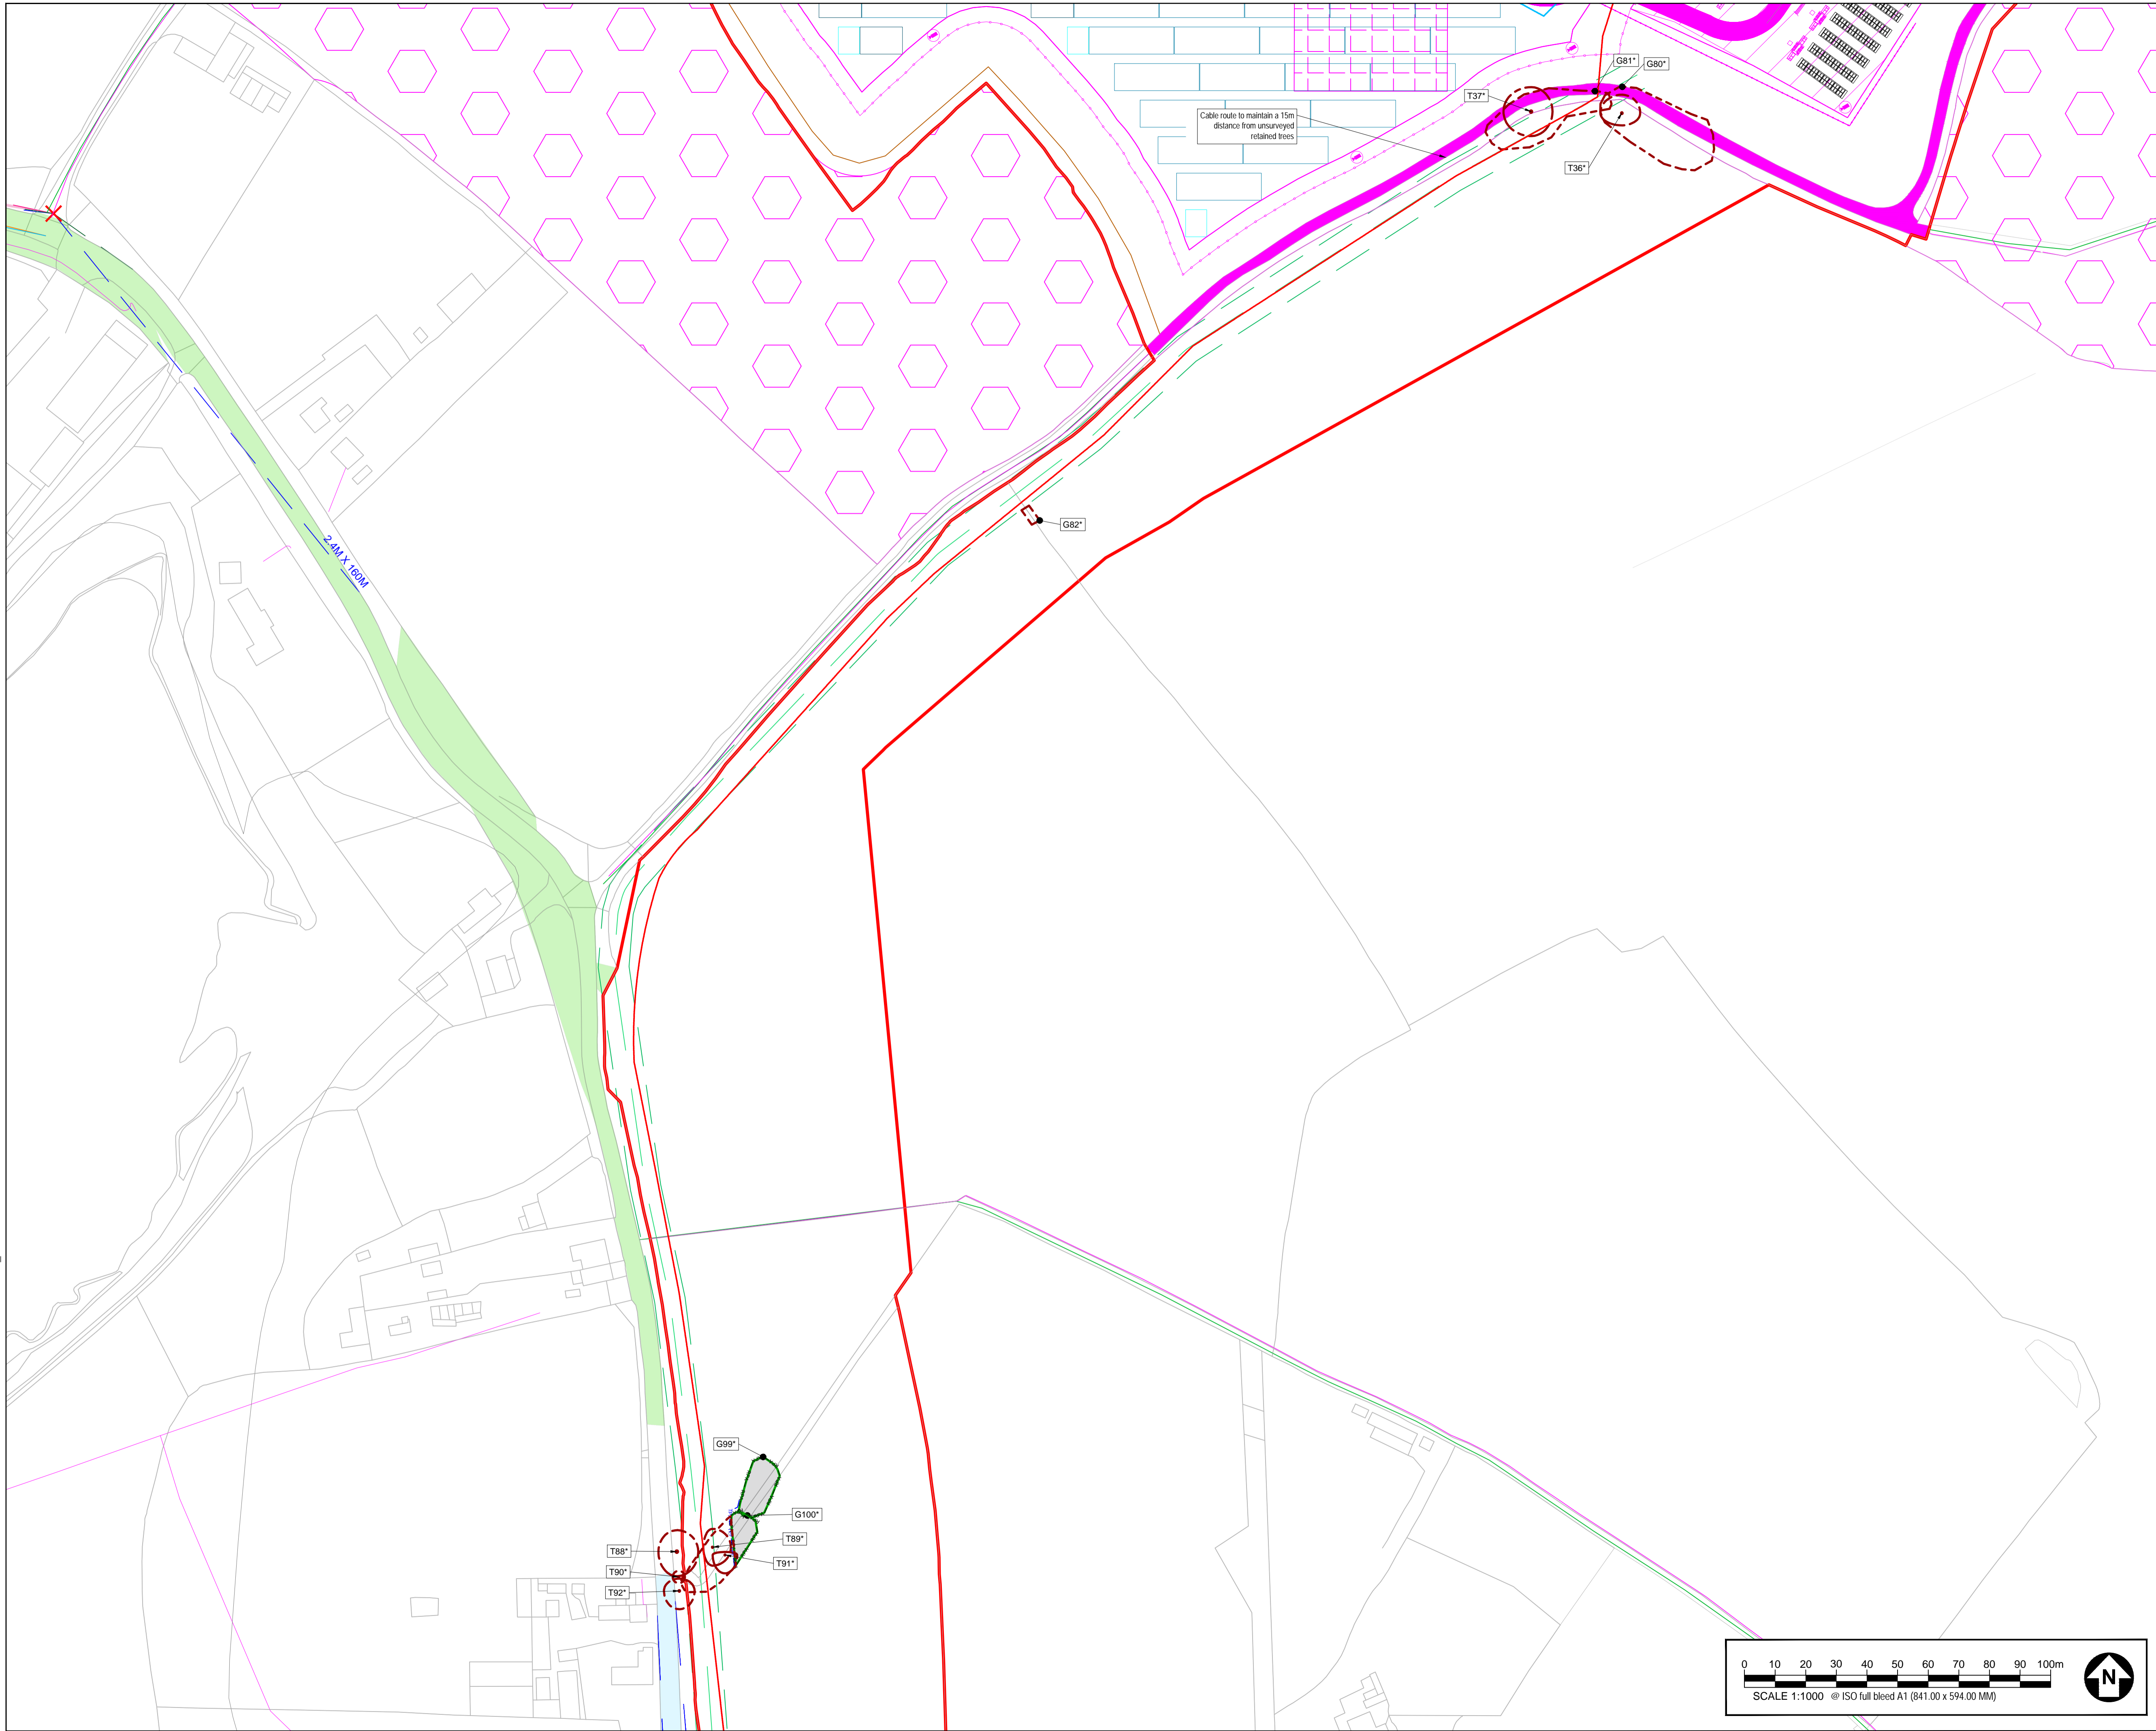 G81*
G80*
T37*
Cable route to maintain a 15m
distance from unsurveyed
retained trees
T36*
G82*
2.4M X 160M
G99*
G100*
T89*
T88*
T91*
T90*
T92*
0 10 20 30 40 50 60 70 80 90 100m
SCALE 1:1000 @ ISO full bleed A1 (841.00 x 594.00 MM)
N